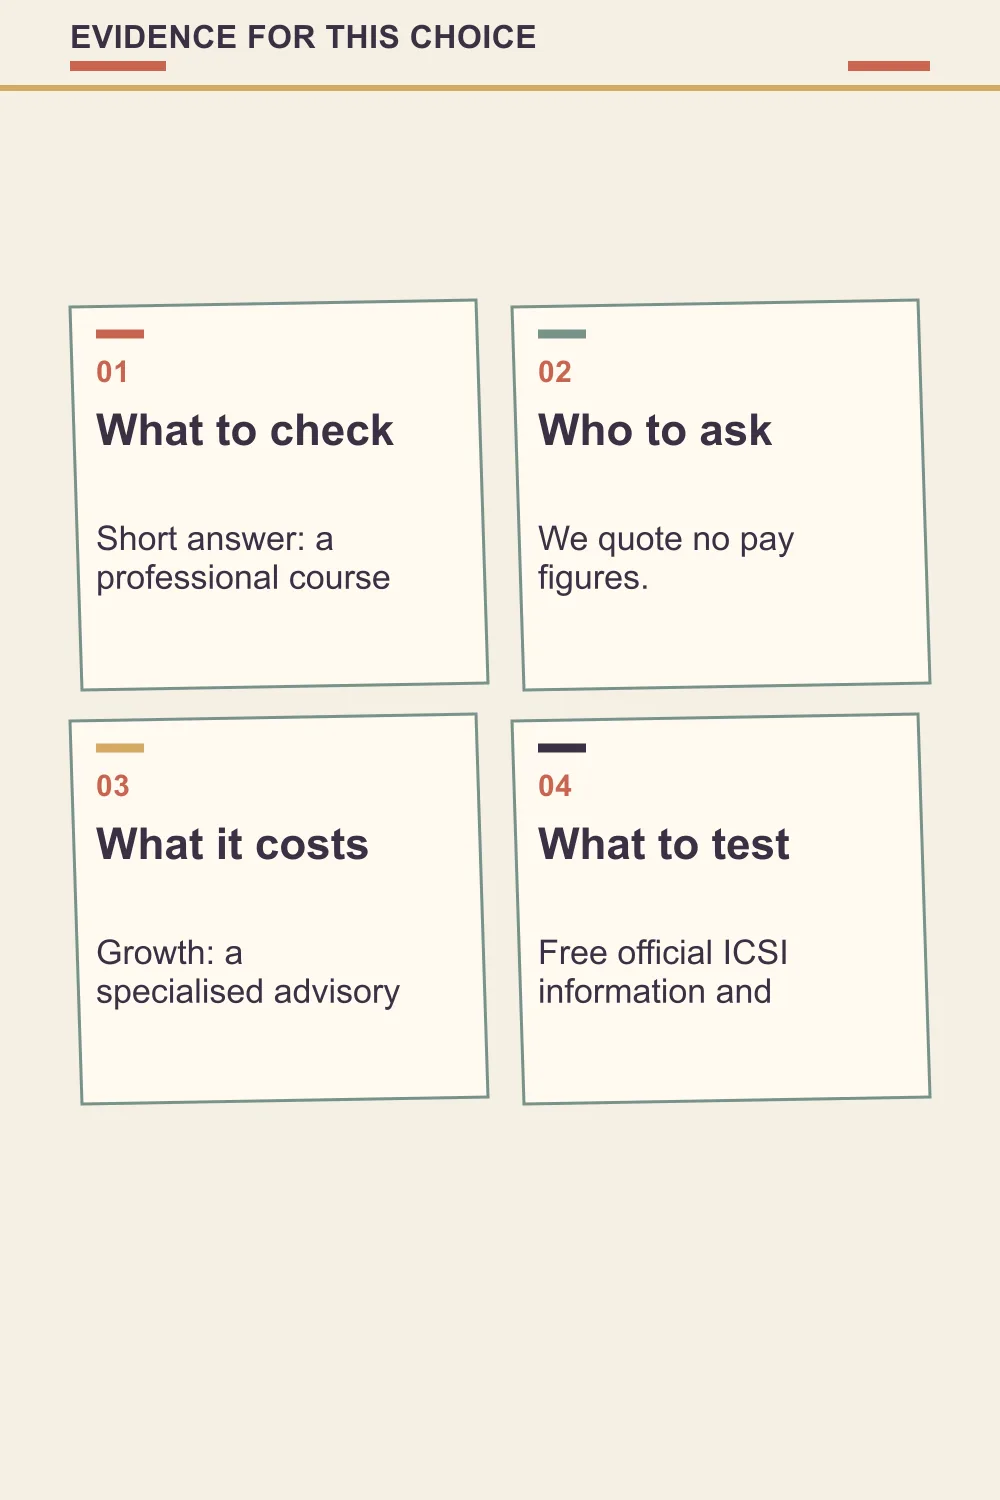 EVIDENCE FOR THIS CHOICE
01
What to check
Short answer: a
professional course
02
Who to ask
We quote no pay
figures.
03
What it costs
Growth: a
specialised advisory
04
What to test
Free official ICSI
information and